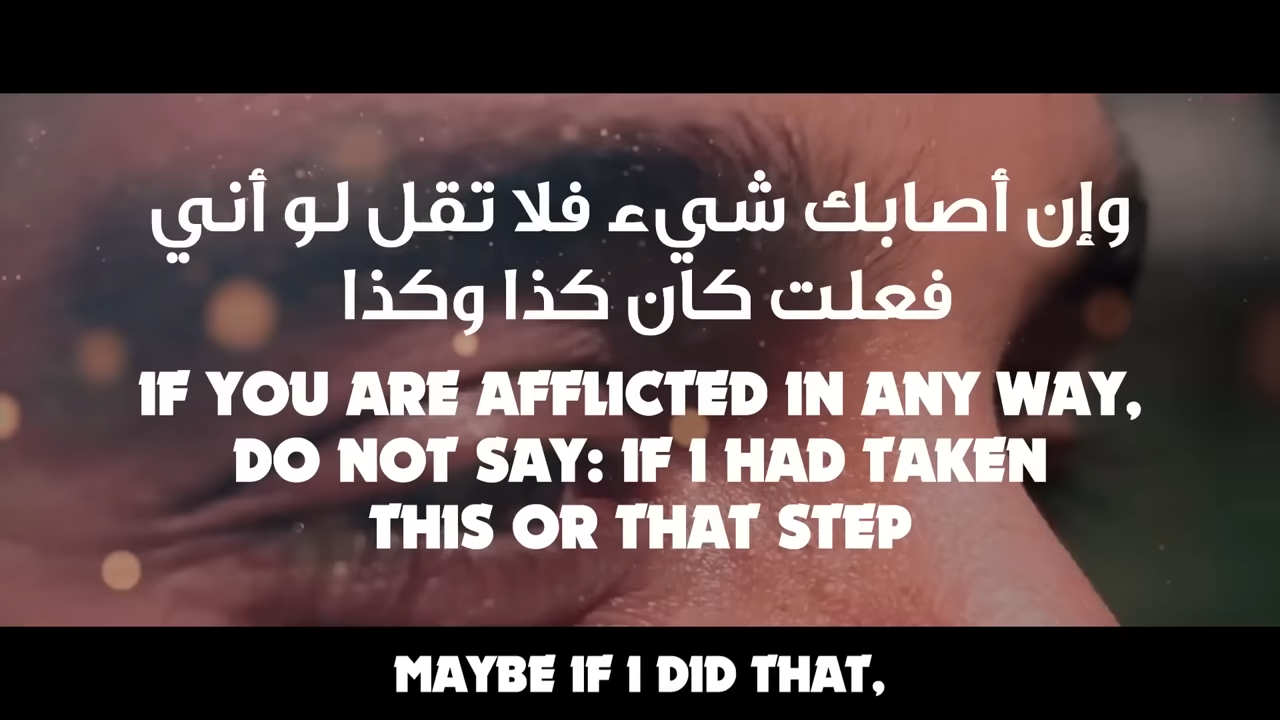 وإن أصابك شيء فلا تقل لو أني
فعلت كان كذا وكذا
IF YOU ARE AFFLICTED IN ANY WAY,
DO NOT SAY: IF I HAD TAKEN
THIS OR THAT STEP
MAYBE IF I DID THAT,